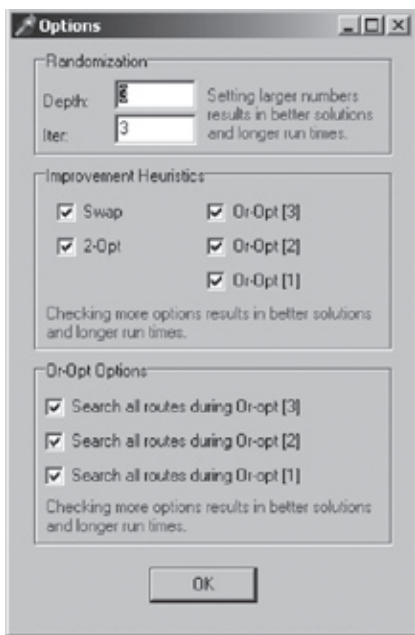 Options
Randomization
Depth:
Setting larger numbers
results in better solutions
and longer run times.
Iter:
3
Improvement Heuristics
Swap
Or-Opt [3]
2-Opt
Or-Opt [2]
Or-Opt [1]
Checking more options results in better solutions
and longer run times.
Or-Opt Options
Search all routes during Or-opt [3]
Search all routes during Or-opt [2]
Search all routes during Or-opt [1]
Checking more options results in better solutions
and longer run times.
OK